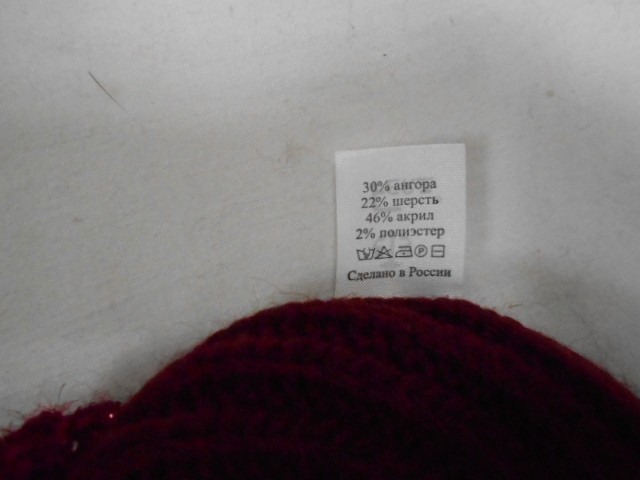 30% ангора
22% шерсть
46% акрил
2% полиэстер
Сделано в России